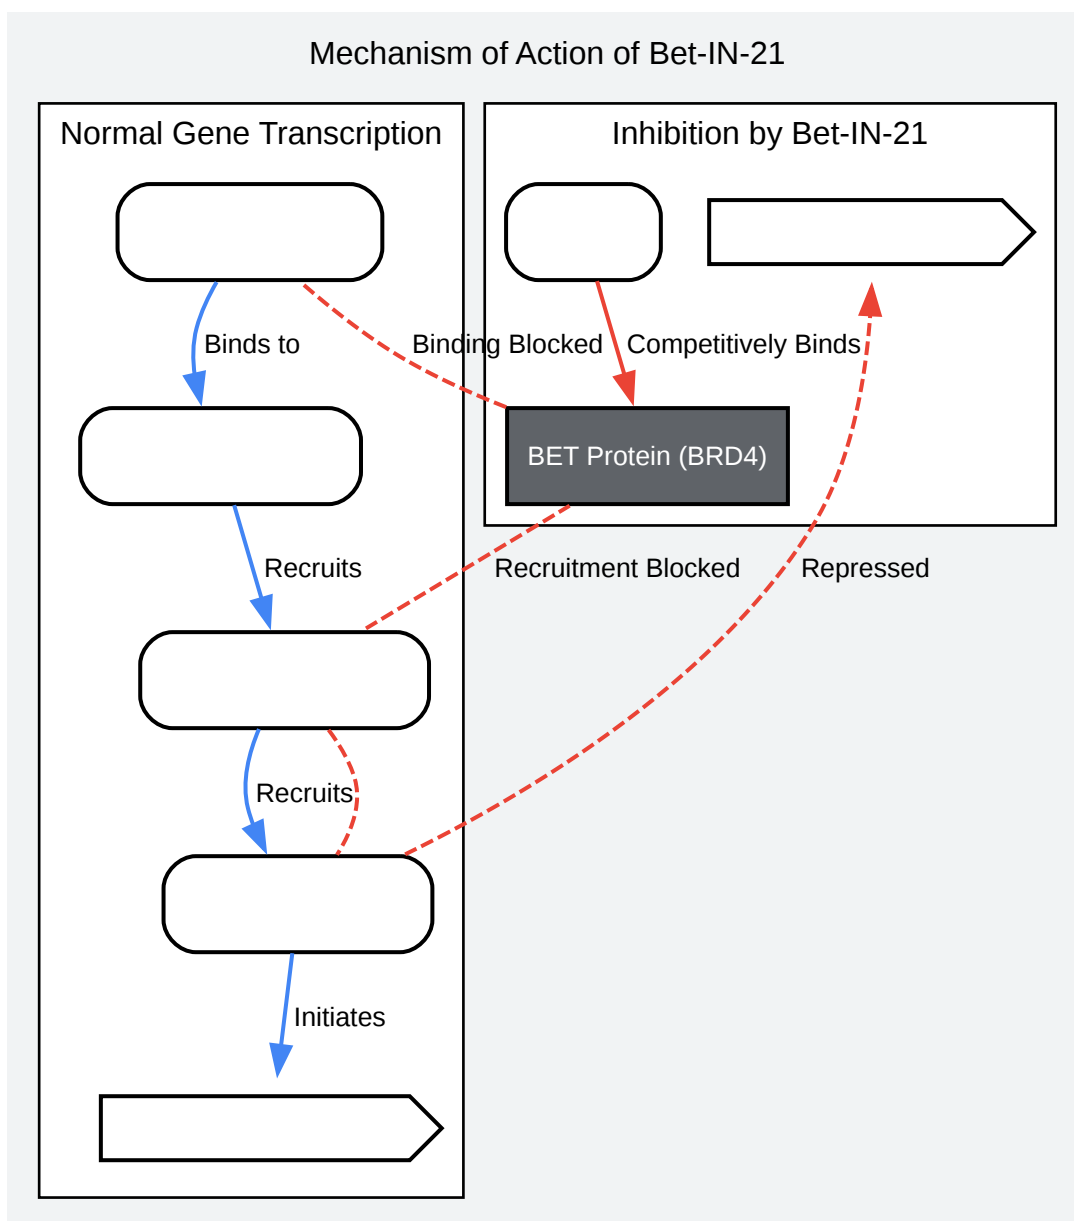 Mechanism of Action of Bet-IN-21
Normal Gene Transcription
Inhibition by Bet-IN-21
Binds to
Binding Blocked
Competitively Binds
BET Protein (BRD4)
Recruits
Recruitment Blocked
Repressed
Recruits
Initiates